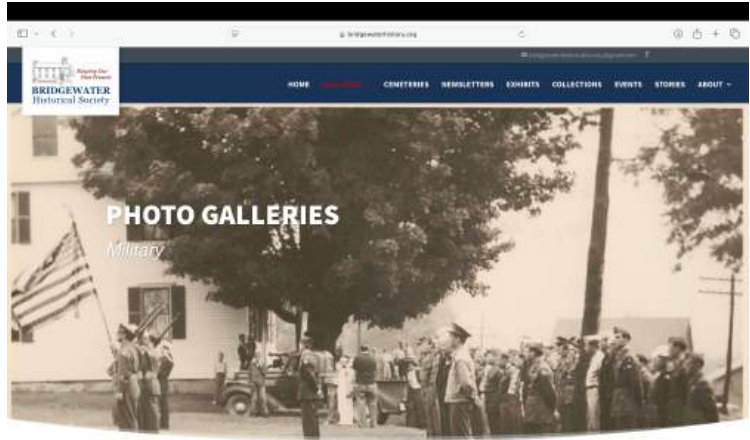 bridgewaterhistory.org
Keeping Our
Past Present
BRIDGEWATER
Historical Society
HOME GALLERIES CEMETERIES NEWSLETTERS EXHIBITS COLLECTIONS EVENTS STORIES ABOUT
PHOTO GALLERIES
Military